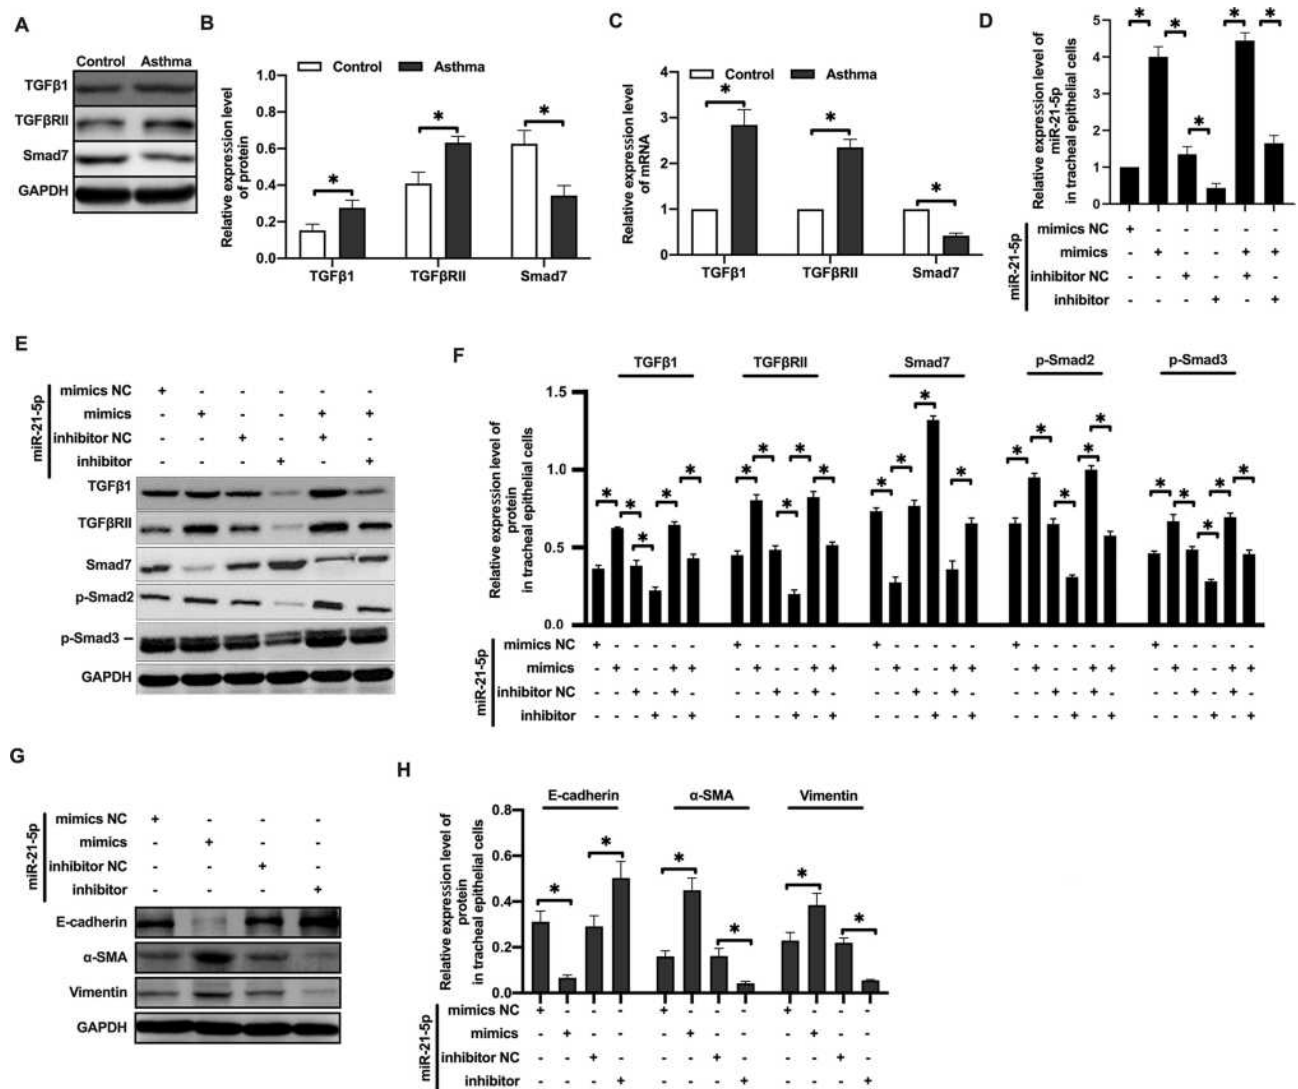 A
Control Asthma
TGFβ1
TGFβRII
Smad7
GAPDH
B
Control Asthma
Relative expression level
of protein
1.0
0.8
0.6
0.4
0.2
0.0
* * *
TGFβ1 TGFβRII Smad7
C
Control Asthma
Relative expression level
of mRNA
4
3
2
1
0
* * *
TGFβ1 TGFβRII Smad7
D
Relative expression level of
miR-21-5p
in tracheal epithelial cells
5
4
3
2
1
0
* * * * *
miR-21-5p
mimics NC + - - - - -
mimics - + - - + +
inhibitor NC - - + - + -
inhibitor - - - + - +
E
miR-21-5p
mimics NC + - - - - -
mimics - + - - + +
inhibitor NC - - + - + -
inhibitor - - - + - +
TGFβ1
TGFβRII
Smad7
p-Smad2
p-Smad3
GAPDH
F
TGFβ1 TGFβRII Smad7 p-Smad2 p-Smad3
Relative expression level of
protein
in tracheal epithelial cells
1.5
1.0
0.5
0.0
* * * * * * * * * * * * * * * * * * * * * * * * *
miR-21-5p
mimics NC + - - - - - + - - - - - + - - - - - + - - - - - + - - - - -
mimics - + - - + + - + - - + + - + - - + + - + - - + + - + - - + +
inhibitor NC - - + - + - - - + - + - - - + - + - - - + - + - - - + - + -
inhibitor - - - + - + - - - + - + - - - + - + - - - + - + - - - + - +
G
miR-21-5p
mimics NC + - - -
mimics - + - -
inhibitor NC - - + -
inhibitor - - - +
E-cadherin
α-SMA
Vimentin
GAPDH
H
E-cadherin α-SMA Vimentin
Relative expression level of
protein
in tracheal epithelial cells
0.8
0.6
0.4
0.2
0.0
* * * * * *
miR-21-5p
mimics NC + - - - + - - - + - - -
mimics - + - - - + - - - + - -
inhibitor NC - - + - - - + - - - + -
inhibitor - - - + - - - + - - - +